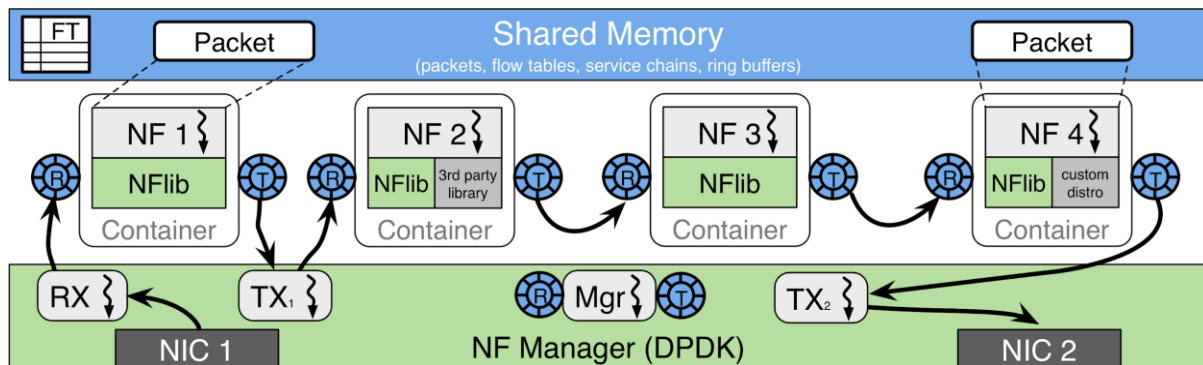 FT
Packet
Shared Memory
(packets, flow tables, service chains, ring buffers)
Packet
R
NF 1
NFlib
T
Container
R
NF 2
NFlib
3rd party
library
T
Container
R
NF 3
NFlib
T
Container
R
NF 4
NFlib
custom
distro
T
Container
RX
TX₁
R
Mgr
T
TX₂
NIC 1
NF Manager (DPDK)
NIC 2